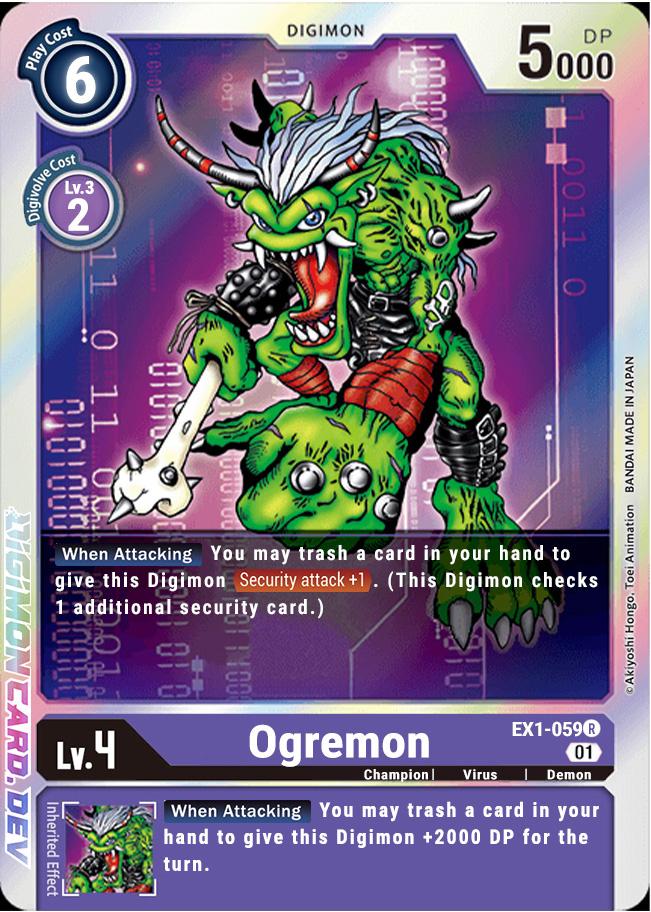 DIGIMON
Play Cost
6
DP
5000
Digivolve Cost
Lv.3
2
When Attacking You may trash a card in your hand to
give this Digimon Security attack +1. (This Digimon checks
1 additional security card.)
©Akiyoshi Hongo, Toei Animation BANDAI MADE IN JAPAN
DIGIMONCARD.DEV
Lv.4
Ogremon
EX1-059 R
01
Champion| Virus | Demon
Inherited Effect
When Attacking You may trash a card in your
hand to give this Digimon +2000 DP for the
turn.